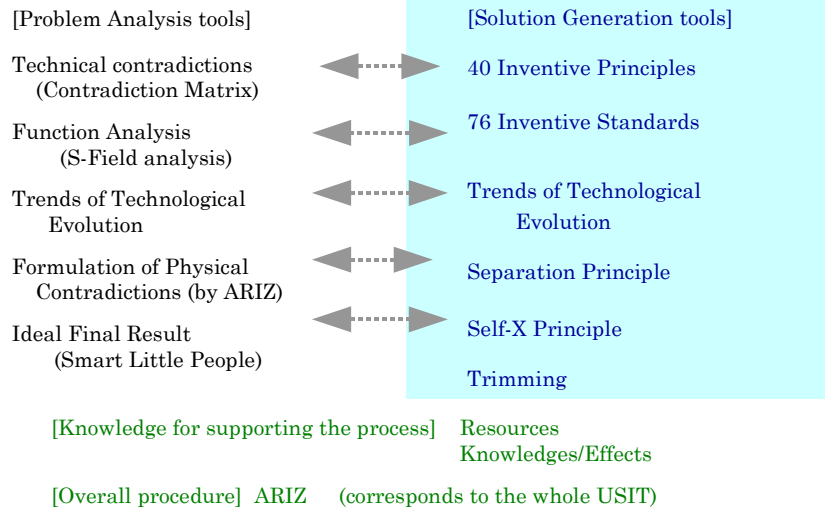 [Problem Analysis tools]
[Solution Generation tools]
Technical contradictions
(Contradiction Matrix)
40 Inventive Principles
Function Analysis
(S-Field analysis)
76 Inventive Standards
Trends of Technological
Evolution
Trends of Technological
Evolution
Formulation of Physical
Contradictions (by ARIZ)
Separation Principle
Ideal Final Result
(Smart Little People)
Self-X Principle
Trimming
[Knowledge for supporting the process] Resources
Knowledges/Effects
[Overall procedure] ARIZ (corresponds to the whole USIT)